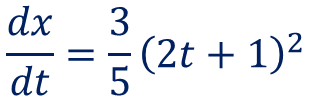 dx/dt = 3/5 (2t + 1)²